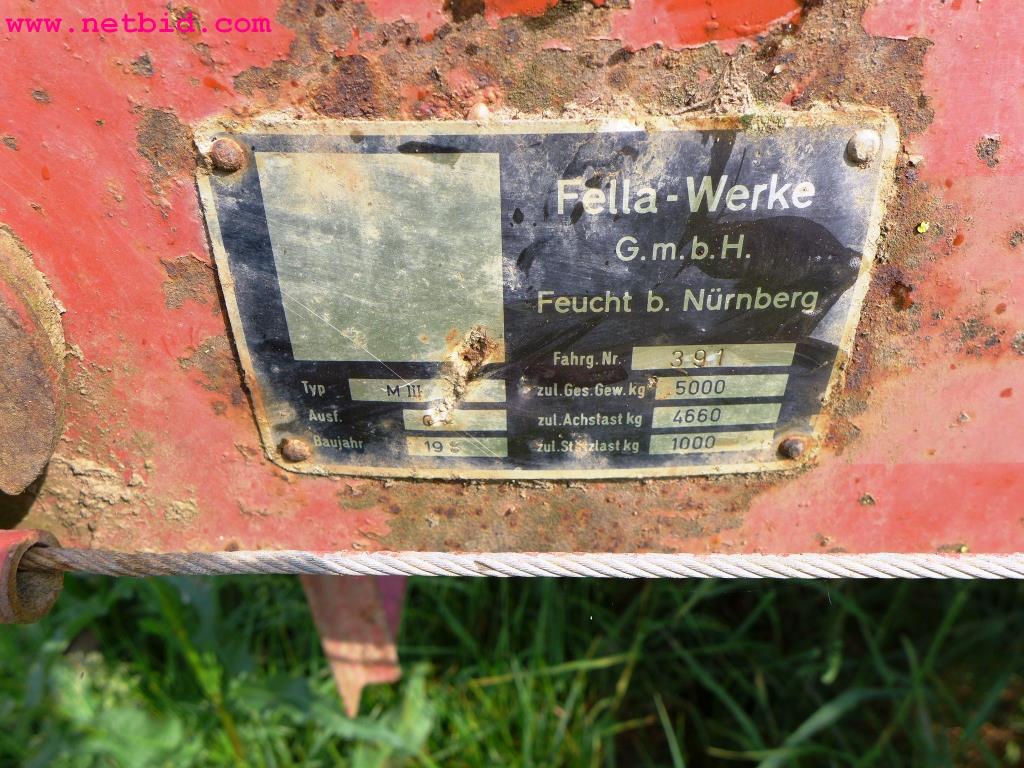 www.netbid.com
Fella-Werke
G.m.b.H.
Feucht b. Nürnberg
Fahrg. Nr. 391
Typ M III
zul. Ges. Gew. kg 5000
Ausf.
zul. Achslast kg 4660
Baujahr 19
zul. Stützlast kg 1000